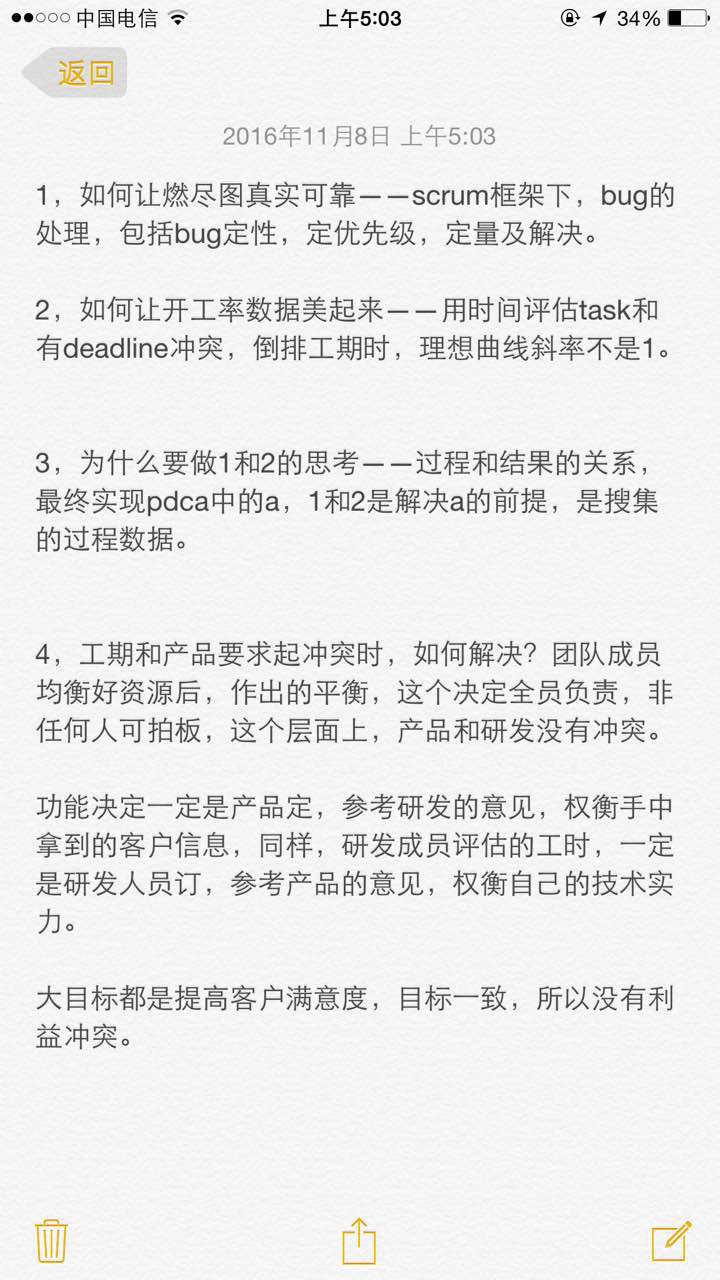 中国电信 上午5:03 34%
返回
2016年11月8日 上午5:03
1，如何让燃尽图真实可靠——scrum框架下，bug的
处理，包括bug定性，定优先级，定量及解决。
2，如何让开工率数据美起来——用时间评估task和
有deadline冲突，倒排工期时，理想曲线斜率不是1。
3，为什么要做1和2的思考——过程和结果的关系，
最终实现pdca中的a，1和2是解决a的前提，是搜集
的过程数据。
4，工期和产品要求起冲突时，如何解决？团队成员
均衡好资源后，作出的平衡，这个决定全员负责，非
任何人可拍板，这个层面上，产品和研发没有冲突。
功能决定一定是产品定，参考研发的意见，权衡手中
拿到的客户信息，同样，研发成员评估的工时，一定
是研发人员订，参考产品的意见，权衡自己的技术实
力。
大目标都是提高客户满意度，目标一致，所以没有利
益冲突。